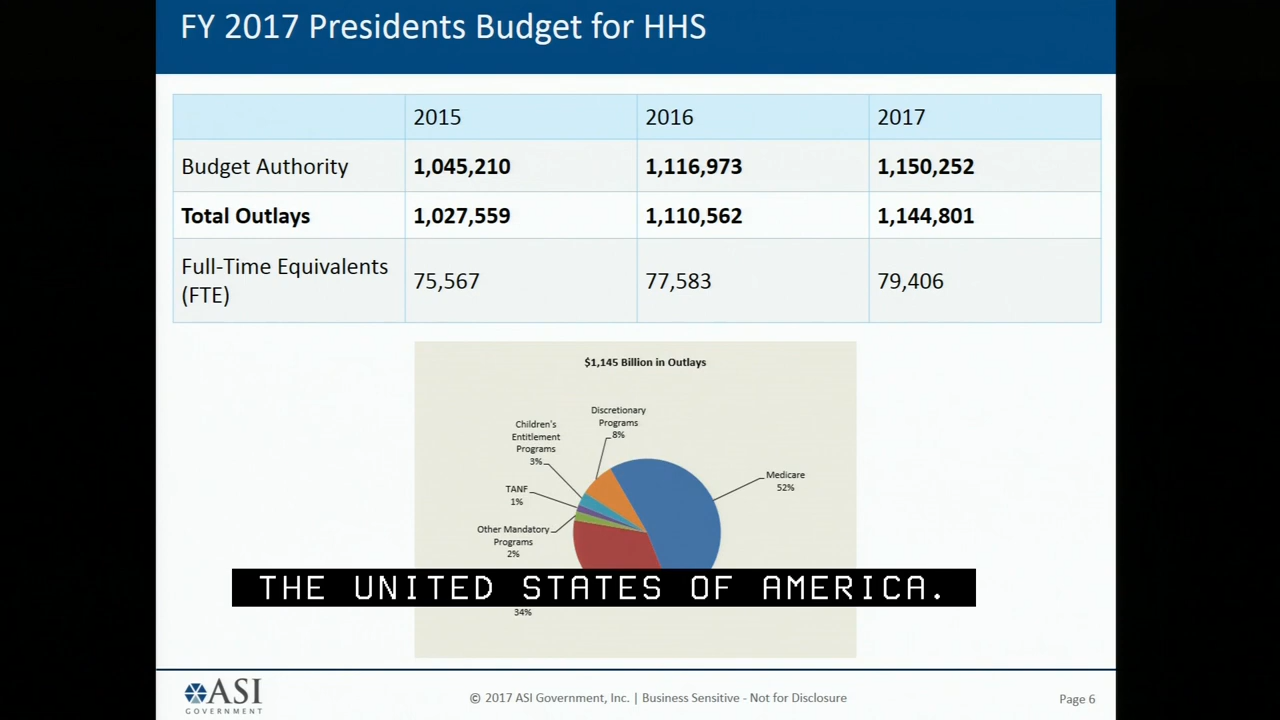 FY 2017 Presidents Budget for HHS
2015 2016 2017
Budget Authority 1,045,210 1,116,973 1,150,252
Total Outlays 1,027,559 1,110,562 1,144,801
Full-Time Equivalents
(FTE) 75,567 77,583 79,406
$1,145 Billion in Outlays
Discretionary
Programs
8%
Children's
Entitlement
Programs
3%
Medicare
52%
TANF
1%
Other Mandatory
Programs
2%
THE UNITED STATES OF AMERICA.
34%
ASI
GOVERNMENT
© 2017 ASI Government, Inc. | Business Sensitive - Not for Disclosure
Page 6